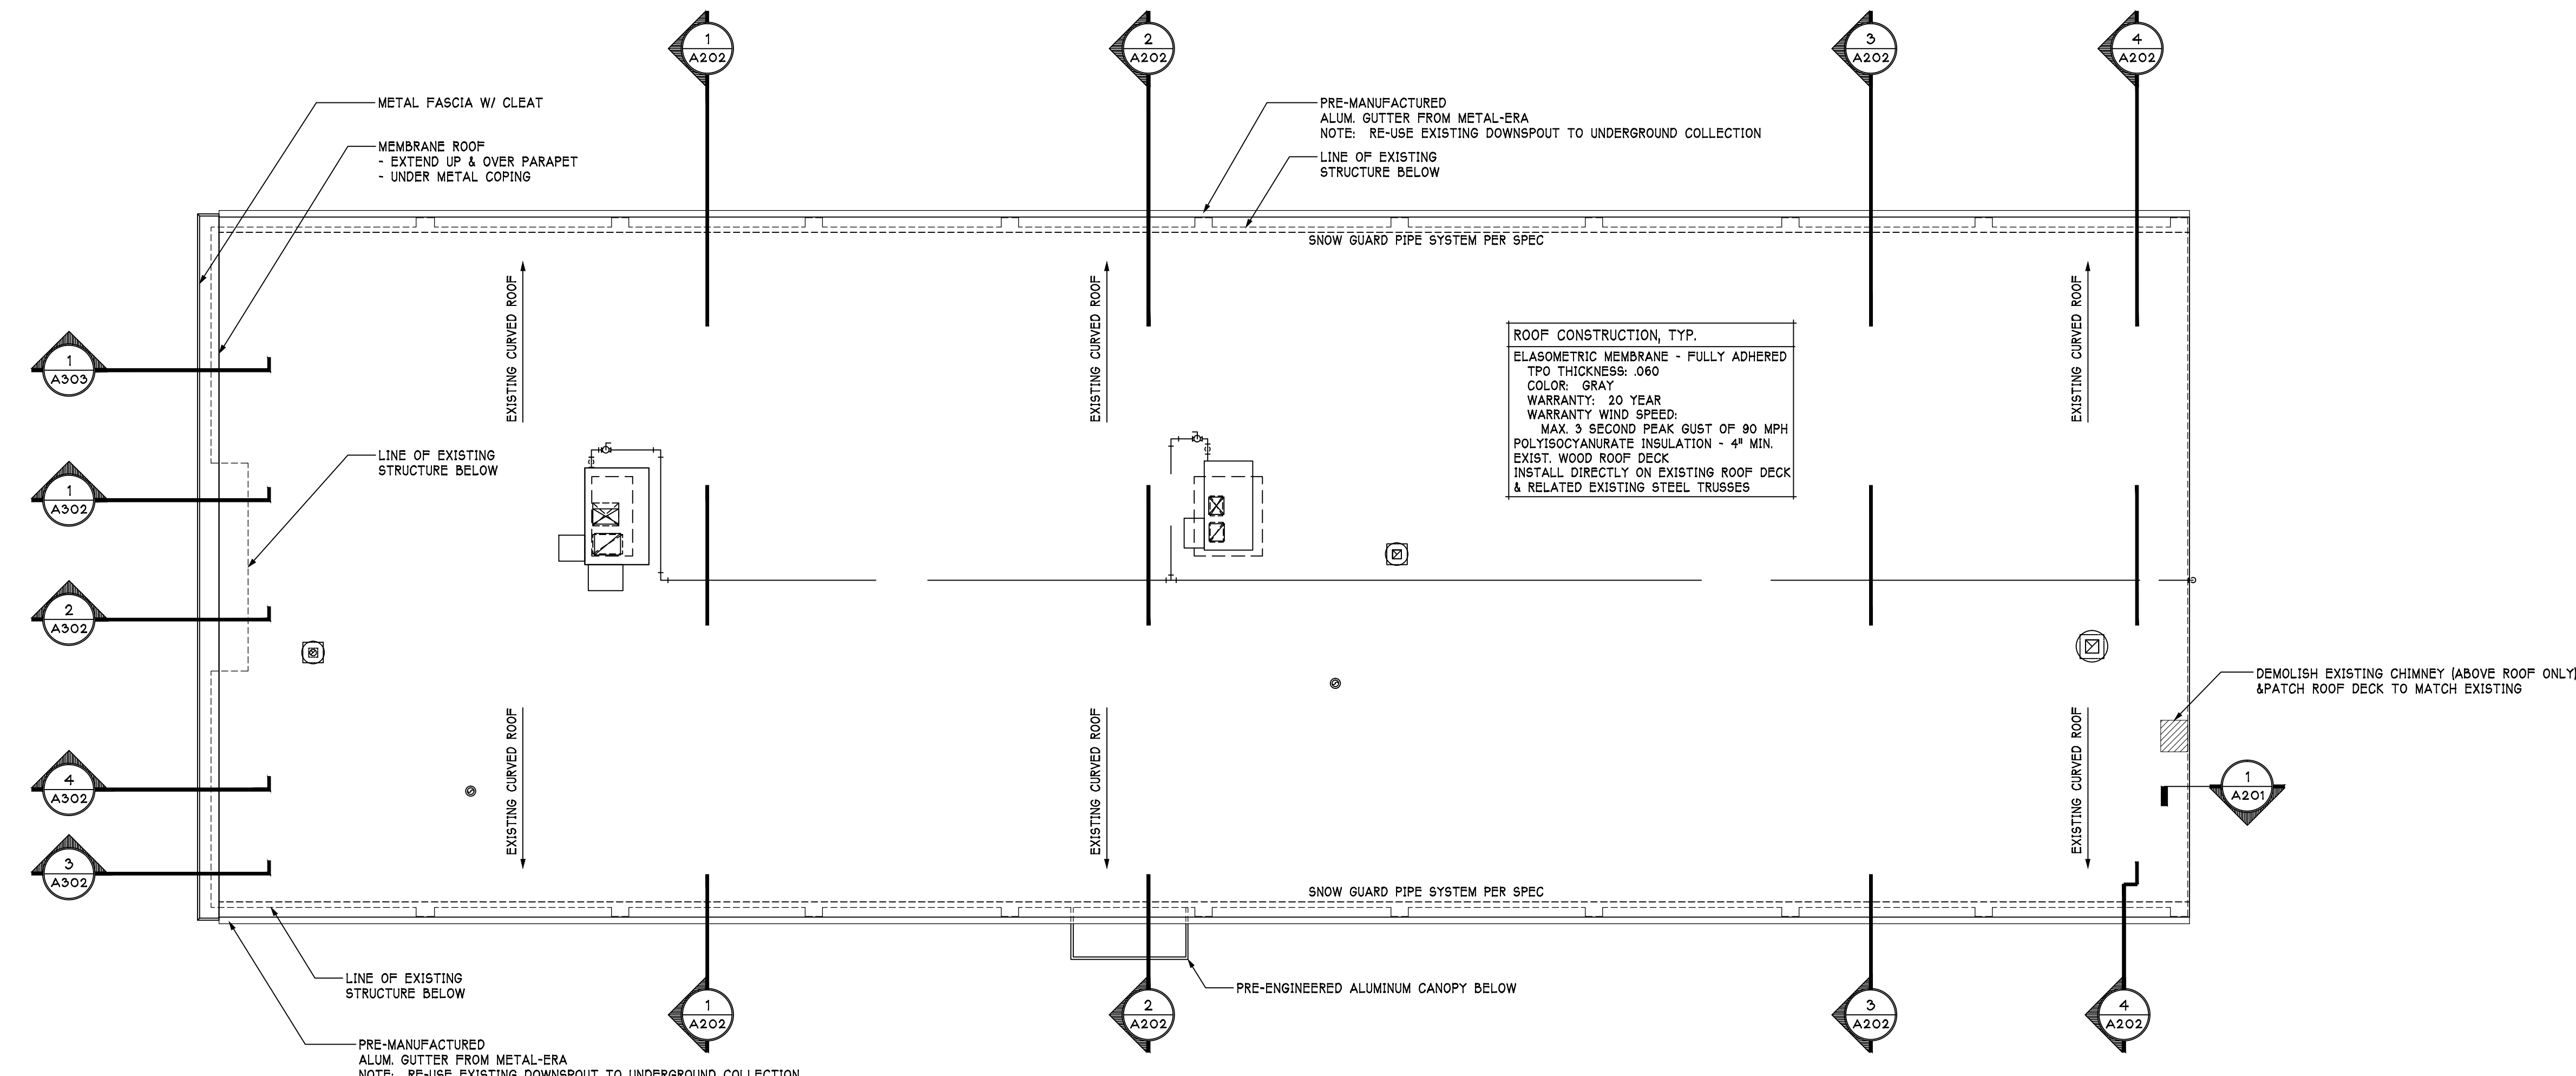 1
A202
2
A202
3
A202
4
A202
METAL FASCIA W/ CLEAT
MEMBRANE ROOF
- EXTEND UP & OVER PARAPET
- UNDER METAL COPING
PRE-MANUFACTURED
ALUM. GUTTER FROM METAL-ERA
NOTE: RE-USE EXISTING DOWNSPOUT TO UNDERGROUND COLLECTION
LINE OF EXISTING
STRUCTURE BELOW
SNOW GUARD PIPE SYSTEM PER SPEC
EXISTING CURVED ROOF
EXISTING CURVED ROOF
EXISTING CURVED ROOF
1
A303
1
A302
2
A302
4
A302
3
A302
LINE OF EXISTING
STRUCTURE BELOW
ROOF CONSTRUCTION, TYP.
ELASOMETRIC MEMBRANE - FULLY ADHERED
TPO THICKNESS: .060
COLOR: GRAY
WARRANTY: 20 YEAR
WARRANTY WIND SPEED:
MAX. 3 SECOND PEAK GUST OF 90 MPH
POLYISOCYANURATE INSULATION - 4" MIN.
EXIST. WOOD ROOF DECK
INSTALL DIRECTLY ON EXISTING ROOF DECK
& RELATED EXISTING STEEL TRUSSES
DEMOLISH EXISTING CHIMNEY (ABOVE ROOF ONLY)
&PATCH ROOF DECK TO MATCH EXISTING
1
A201
EXISTING CURVED ROOF
EXISTING CURVED ROOF
EXISTING CURVED ROOF
SNOW GUARD PIPE SYSTEM PER SPEC
LINE OF EXISTING
STRUCTURE BELOW
PRE-ENGINEERED ALUMINUM CANOPY BELOW
1
A202
2
A202
3
A202
4
A202
PRE-MANUFACTURED
ALUM. GUTTER FROM METAL-ERA
NOTE: RE-USE EXISTING DOWNSPOUT TO UNDERGROUND COLLECTION